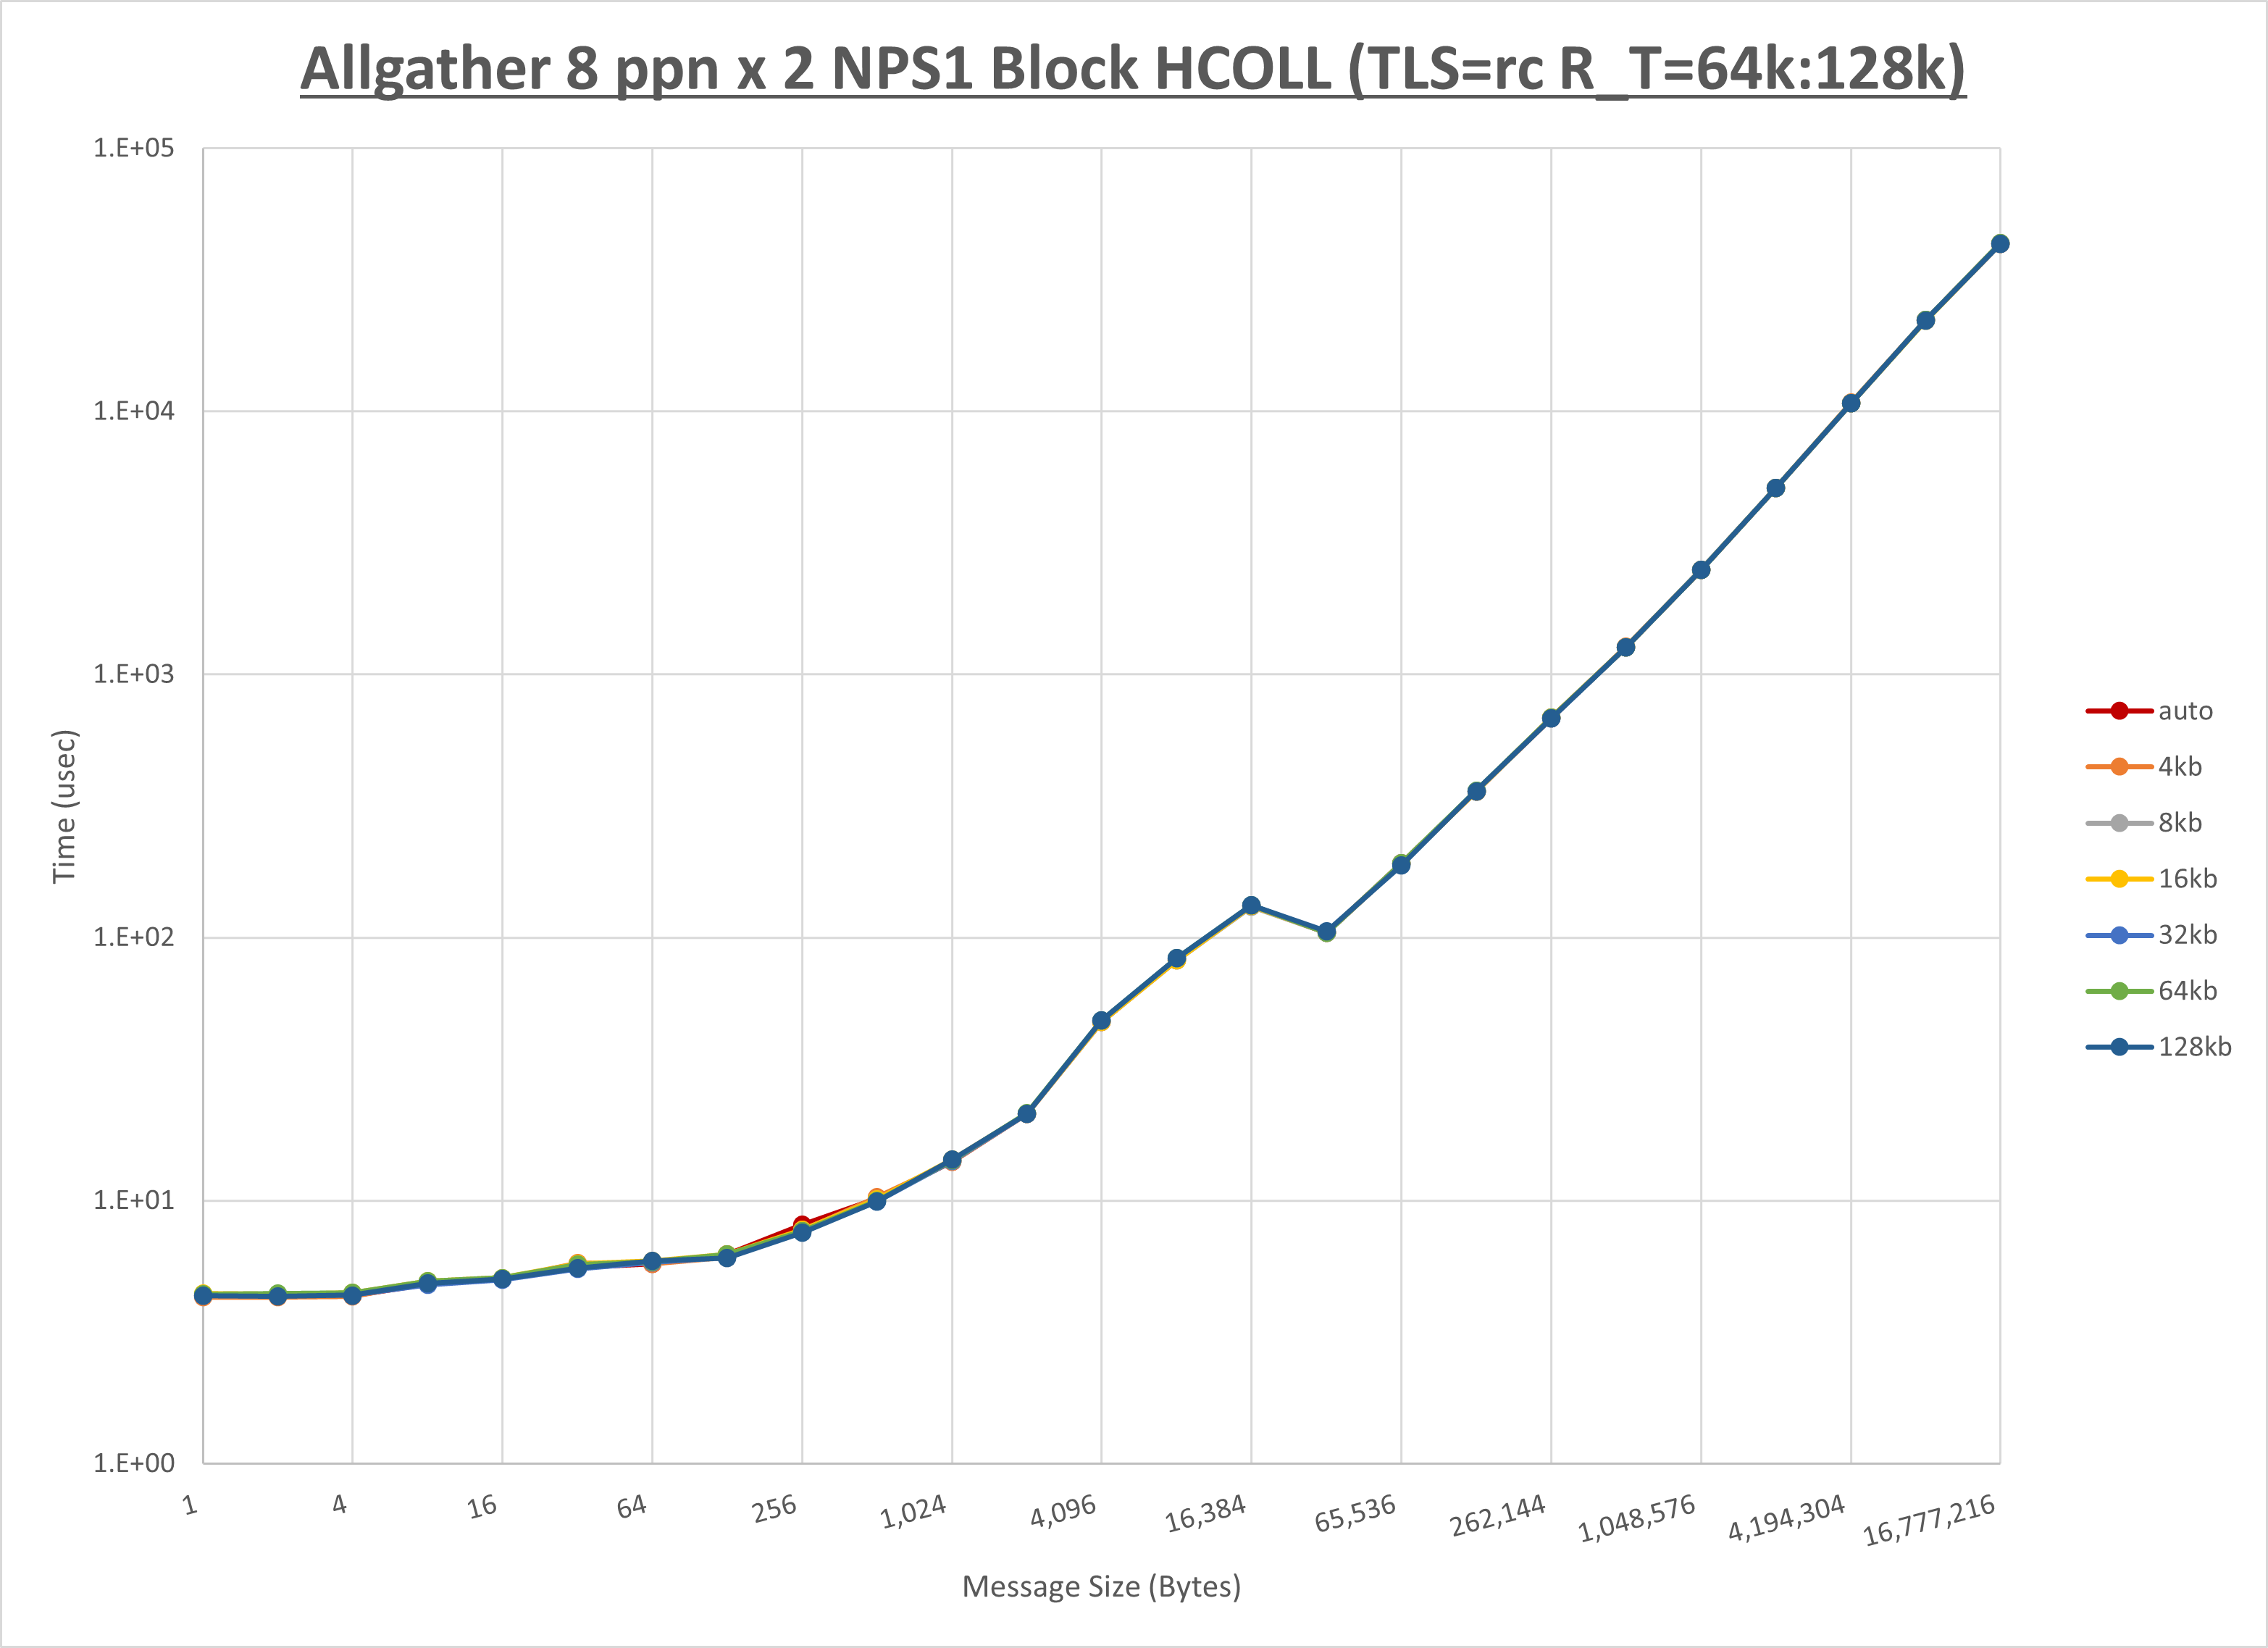 Allgather 8 ppn x 2 NPS1 Block HCOLL (TLS=rc R_T=64k:128k)
1.E+05
1.E+04
1.E+03
1.E+02
1.E+01
1.E+00
Time (usec)
1
4
16
64
256
1,024
4,096
16,384
65,536
262,144
1,048,576
4,194,304
16,777,216
Message Size (Bytes)
auto
4kb
8kb
16kb
32kb
64kb
128kb